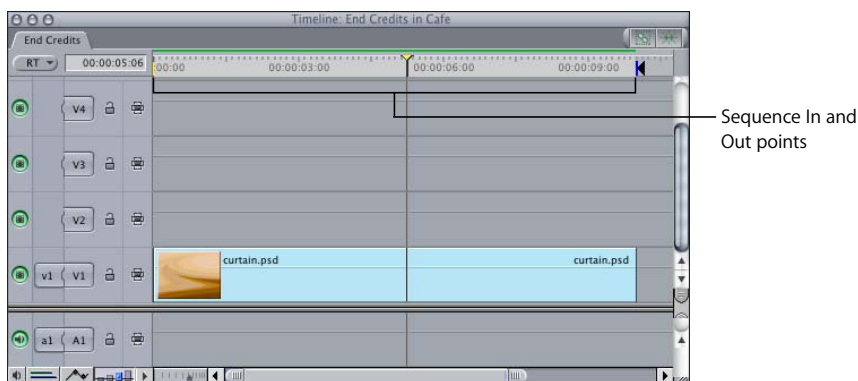 Timeline: End Credits in Cafe
End Credits
RT
00:00:05:06
00:00
00:00:03:00
00:00:06:00
00:00:09:00
V4
V3
V2
v1 V1
curtain.psd
curtain.psd
a1 A1
Sequence In and
Out points